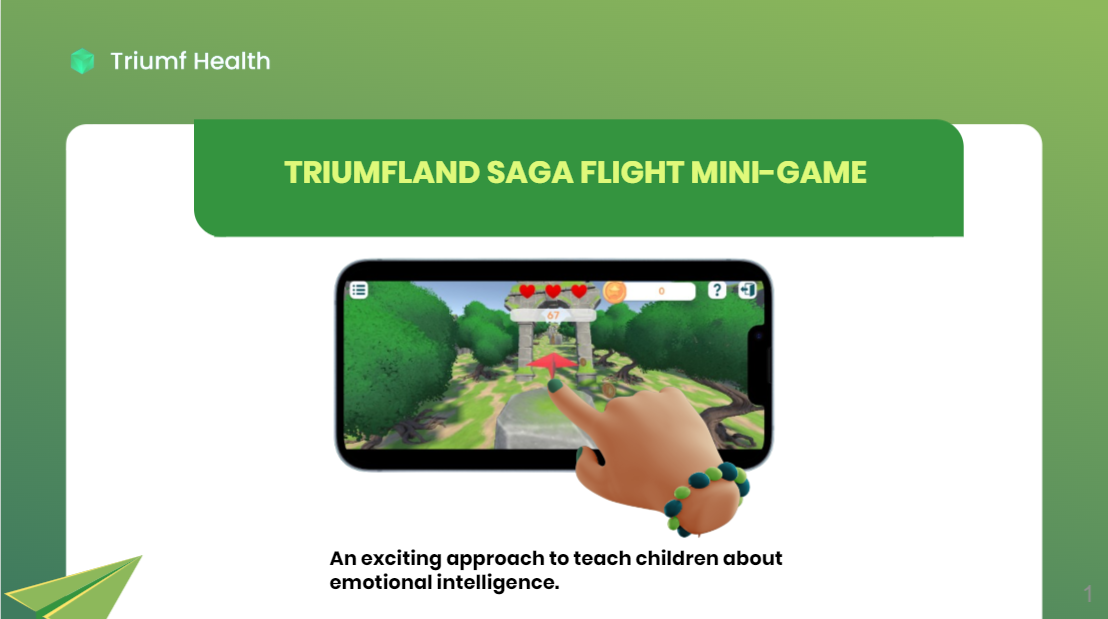 Triumf Health
TRIUMFLAND SAGA FLIGHT MINI-GAME
0
?
67
An exciting approach to teach children about
emotional intelligence.
1